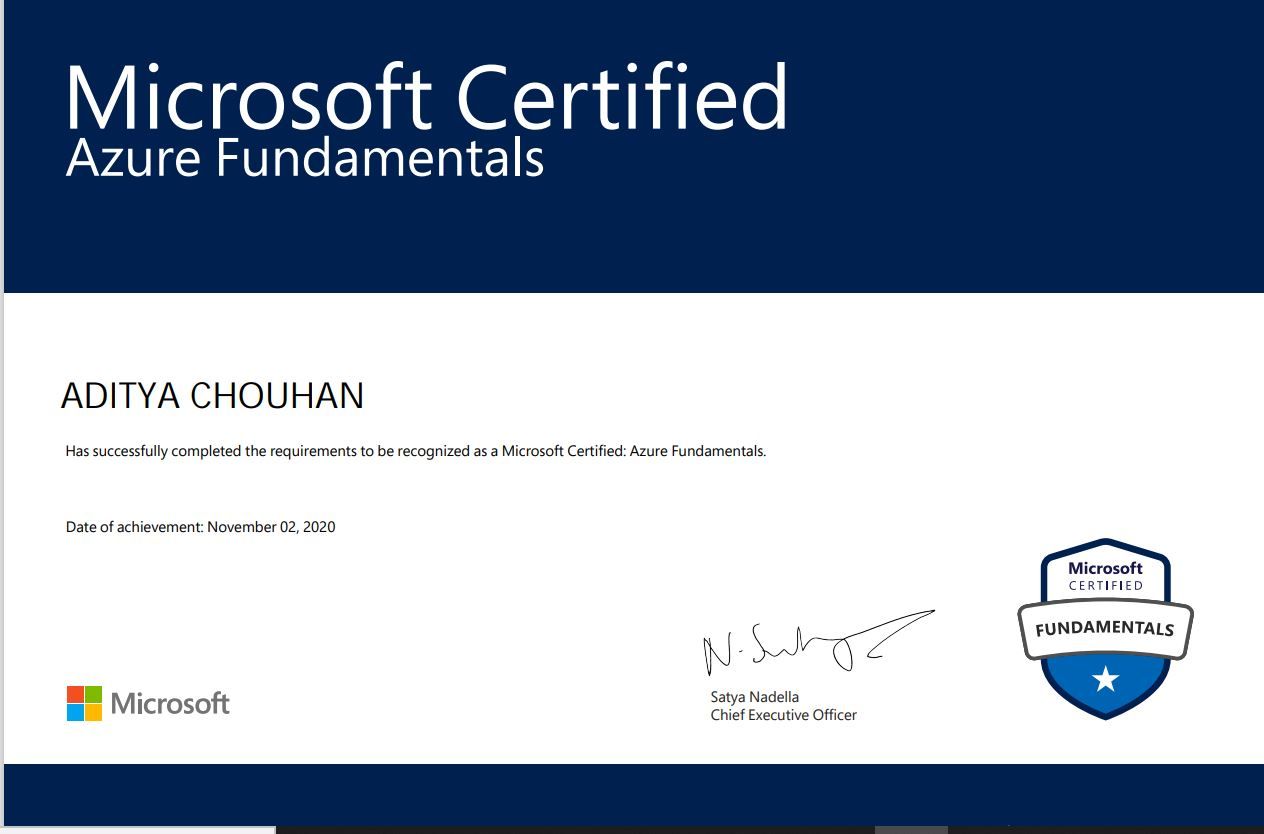 Microsoft Certified
Azure Fundamentals
ADITYA CHOUHAN
Has successfully completed the requirements to be recognized as a Microsoft Certified: Azure Fundamentals.
Date of achievement: November 02, 2020
Microsoft
CERTIFIED
FUNDAMENTALS
N. Satya
Satya Nadella
Chief Executive Officer
Microsoft